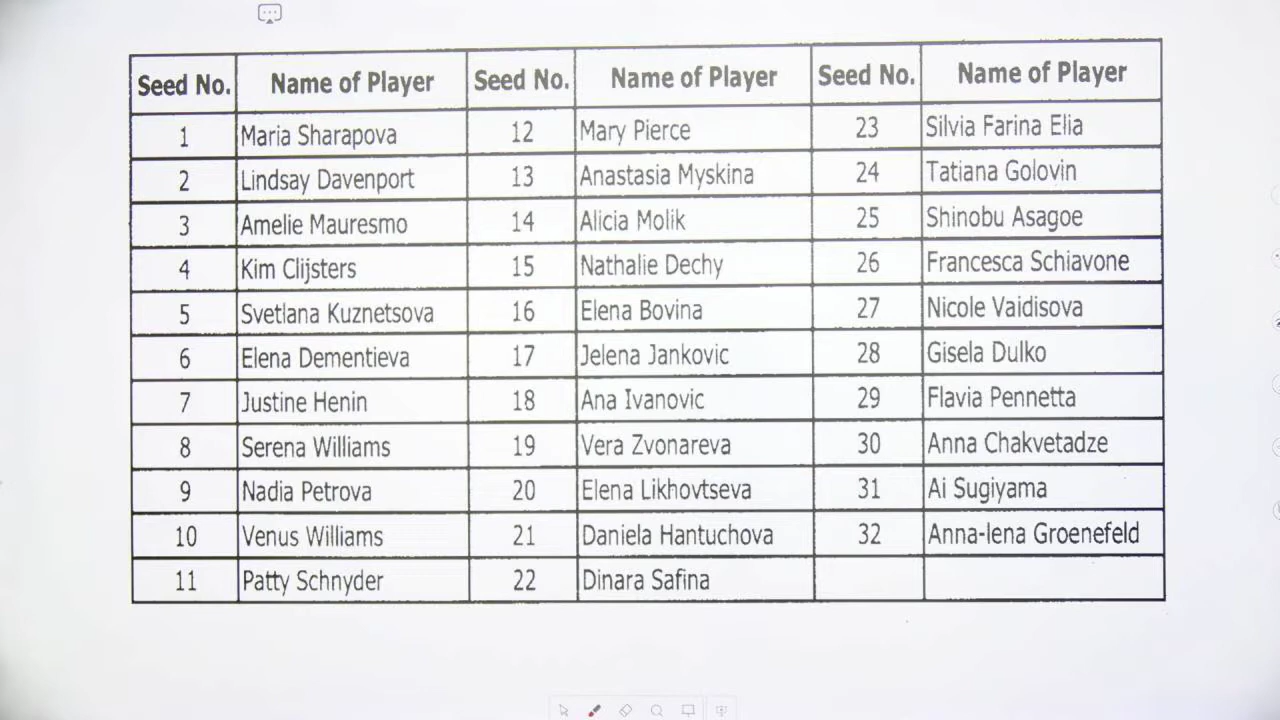 Seed No. Name of Player Seed No. Name of Player Seed No. Name of Player
1 Maria Sharapova 12 Mary Pierce 23 Silvia Farina Elia
2 Lindsay Davenport 13 Anastasia Myskina 24 Tatiana Golovin
3 Amelie Mauresmo 14 Alicia Molik 25 Shinobu Asagoe
4 Kim Clijsters 15 Nathalie Dechy 26 Francesca Schiavone
5 Svetlana Kuznetsova 16 Elena Bovina 27 Nicole Vaidisova
6 Elena Dementieva 17 Jelena Jankovic 28 Gisela Dulko
7 Justine Henin 18 Ana Ivanovic 29 Flavia Pennetta
8 Serena Williams 19 Vera Zvonareva 30 Anna Chakvetadze
9 Nadia Petrova 20 Elena Likhovtseva 31 Ai Sugiyama
10 Venus Williams 21 Daniela Hantuchova 32 Anna-lena Groenefeld
11 Patty Schnyder 22 Dinara Safina